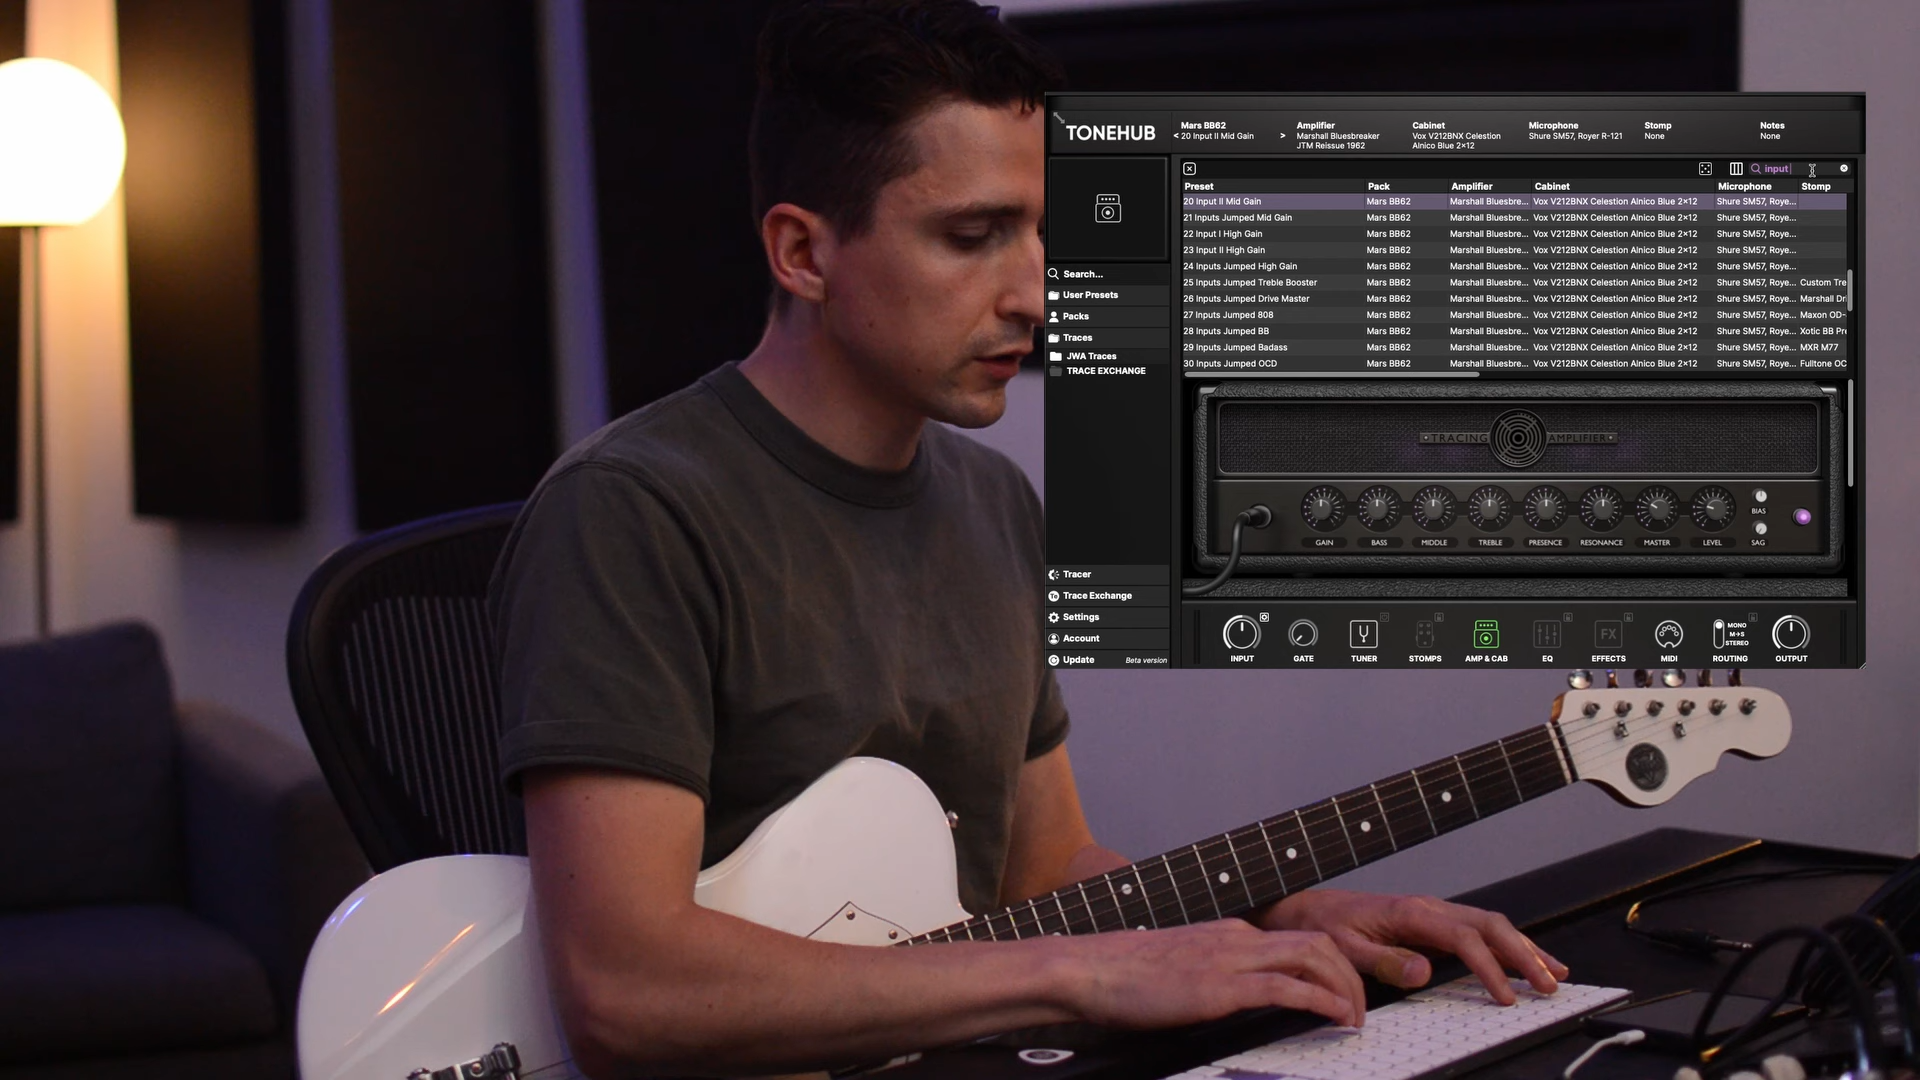 TONEHUB
Mars BB62
< 20 Input II Mid Gain >
Amplifier
Marshall Bluesbreaker
JTM Reissue 1962
Cabinet
Vox V212BNX Celestion
Alnico Blue 2×12
Microphone
Shure SM57, Royer R-121
Stomp
None
Notes
None
input
Preset Pack Amplifier Cabinet Microphone Stomp
20 Input II Mid Gain Mars BB62 Marshall Bluesbre... Vox V212BNX Celestion Alnico Blue 2×12 Shure SM57, Roye...
21 Inputs Jumped Mid Gain Mars BB62 Marshall Bluesbre... Vox V212BNX Celestion Alnico Blue 2×12 Shure SM57, Roye...
22 Input I High Gain Mars BB62 Marshall Bluesbre... Vox V212BNX Celestion Alnico Blue 2×12 Shure SM57, Roye...
23 Input II High Gain Mars BB62 Marshall Bluesbre... Vox V212BNX Celestion Alnico Blue 2×12 Shure SM57, Roye...
24 Inputs Jumped High Gain Mars BB62 Marshall Bluesbre... Vox V212BNX Celestion Alnico Blue 2×12 Shure SM57, Roye...
25 Inputs Jumped Treble Booster Mars BB62 Marshall Bluesbre... Vox V212BNX Celestion Alnico Blue 2×12 Shure SM57, Roye... Custom Tre
26 Inputs Jumped Drive Master Mars BB62 Marshall Bluesbre... Vox V212BNX Celestion Alnico Blue 2×12 Shure SM57, Roye... Marshall Dr
27 Inputs Jumped 808 Mars BB62 Marshall Bluesbre... Vox V212BNX Celestion Alnico Blue 2×12 Shure SM57, Roye... Maxon OD-
28 Inputs Jumped BB Mars BB62 Marshall Bluesbre... Vox V212BNX Celestion Alnico Blue 2×12 Shure SM57, Roye... Xotic BB Pr
29 Inputs Jumped Badass Mars BB62 Marshall Bluesbre... Vox V212BNX Celestion Alnico Blue 2×12 Shure SM57, Roye... MXR M77
30 Inputs Jumped OCD Mars BB62 Marshall Bluesbre... Vox V212BNX Celestion Alnico Blue 2×12 Shure SM57, Roye... Fulltone OC
Search...
User Presets
Packs
Traces
JWA Traces
TRACE EXCHANGE
Tracer
Trace Exchange
Settings
Account
Update Beta version
TRACING AMPLIFIER
GAIN BASS MIDDLE TREBLE PRESENCE RESONANCE MASTER LEVEL
BIAS
SAG
MONO
M→S
STEREO
FX
INPUT GATE TUNER STOMPS AMP & CAB EQ EFFECTS MIDI ROUTING OUTPUT